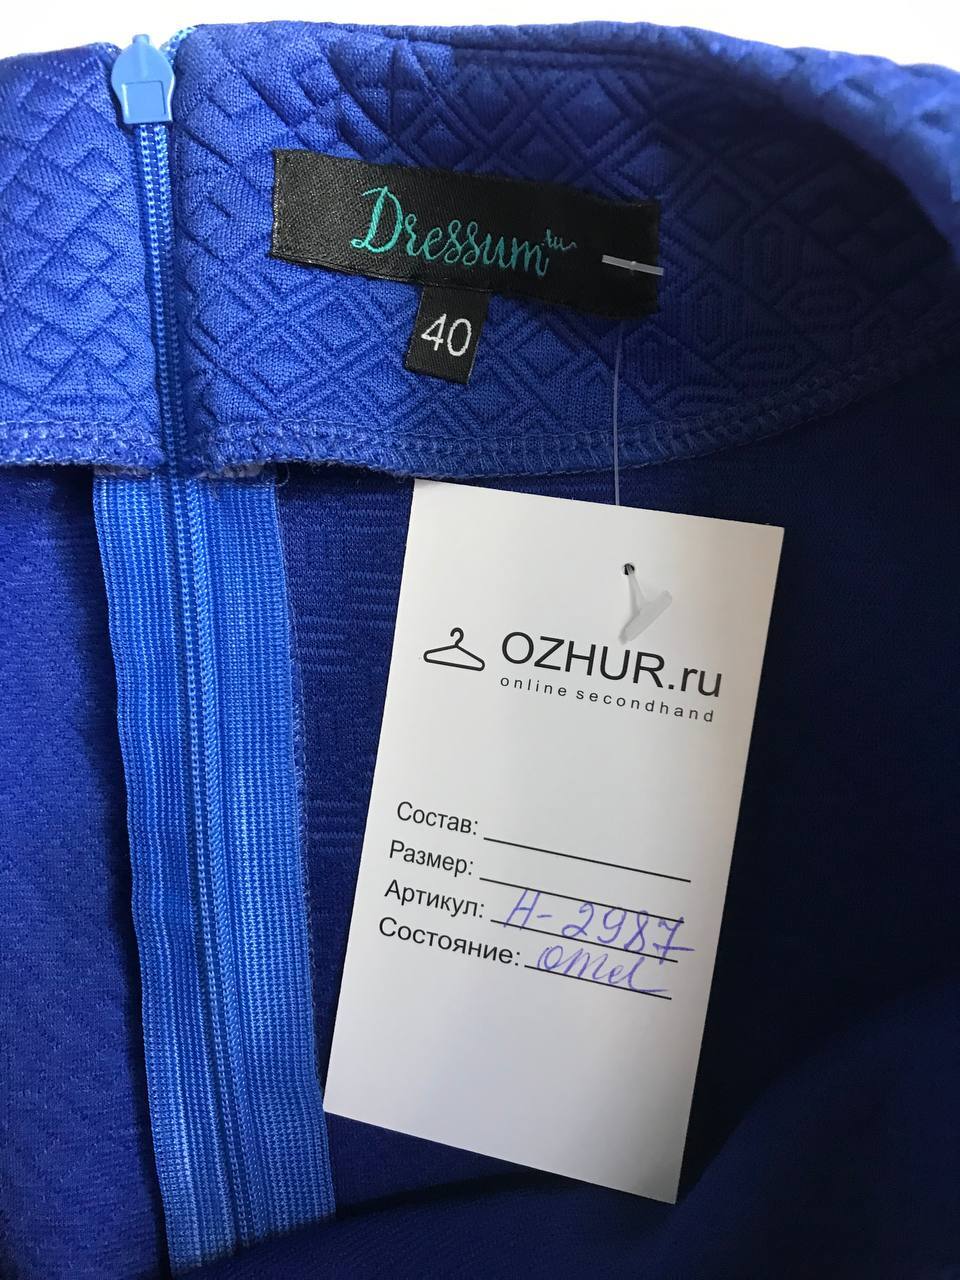 Dressum
40
OZHUR.ru
online secondhand
Состав:
Размер:
Артикул: Н-2987
Состояние: отл